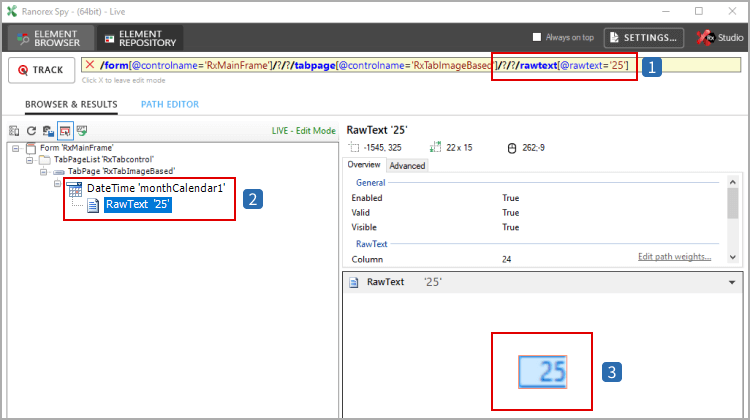 Ranorex Spy - (64bit) - Live
ELEMENT BROWSER
ELEMENT REPOSITORY
Always on top
SETTINGS...
Rx Studio
TRACK
/form[@controlname='RxMainFrame']/?/?/tabpage[@controlname='RxTabImageBased']/?/?/rawtext[@rawtext='25']
1
Click X to leave edit mode
BROWSER & RESULTS
PATH EDITOR
LIVE - Edit Mode
Form 'RxMainFrame'
TabPageList 'RxTabcontrol'
TabPage 'RxTabImageBased'
DateTime 'monthCalendar1'
RawText '25'
2
RawText '25'
-1545, 325
22 x 15
262;-9
Overview
Advanced
General
Enabled True
Valid True
Visible True
RawText
Column 24
Edit path weights...
RawText '25'
25
3